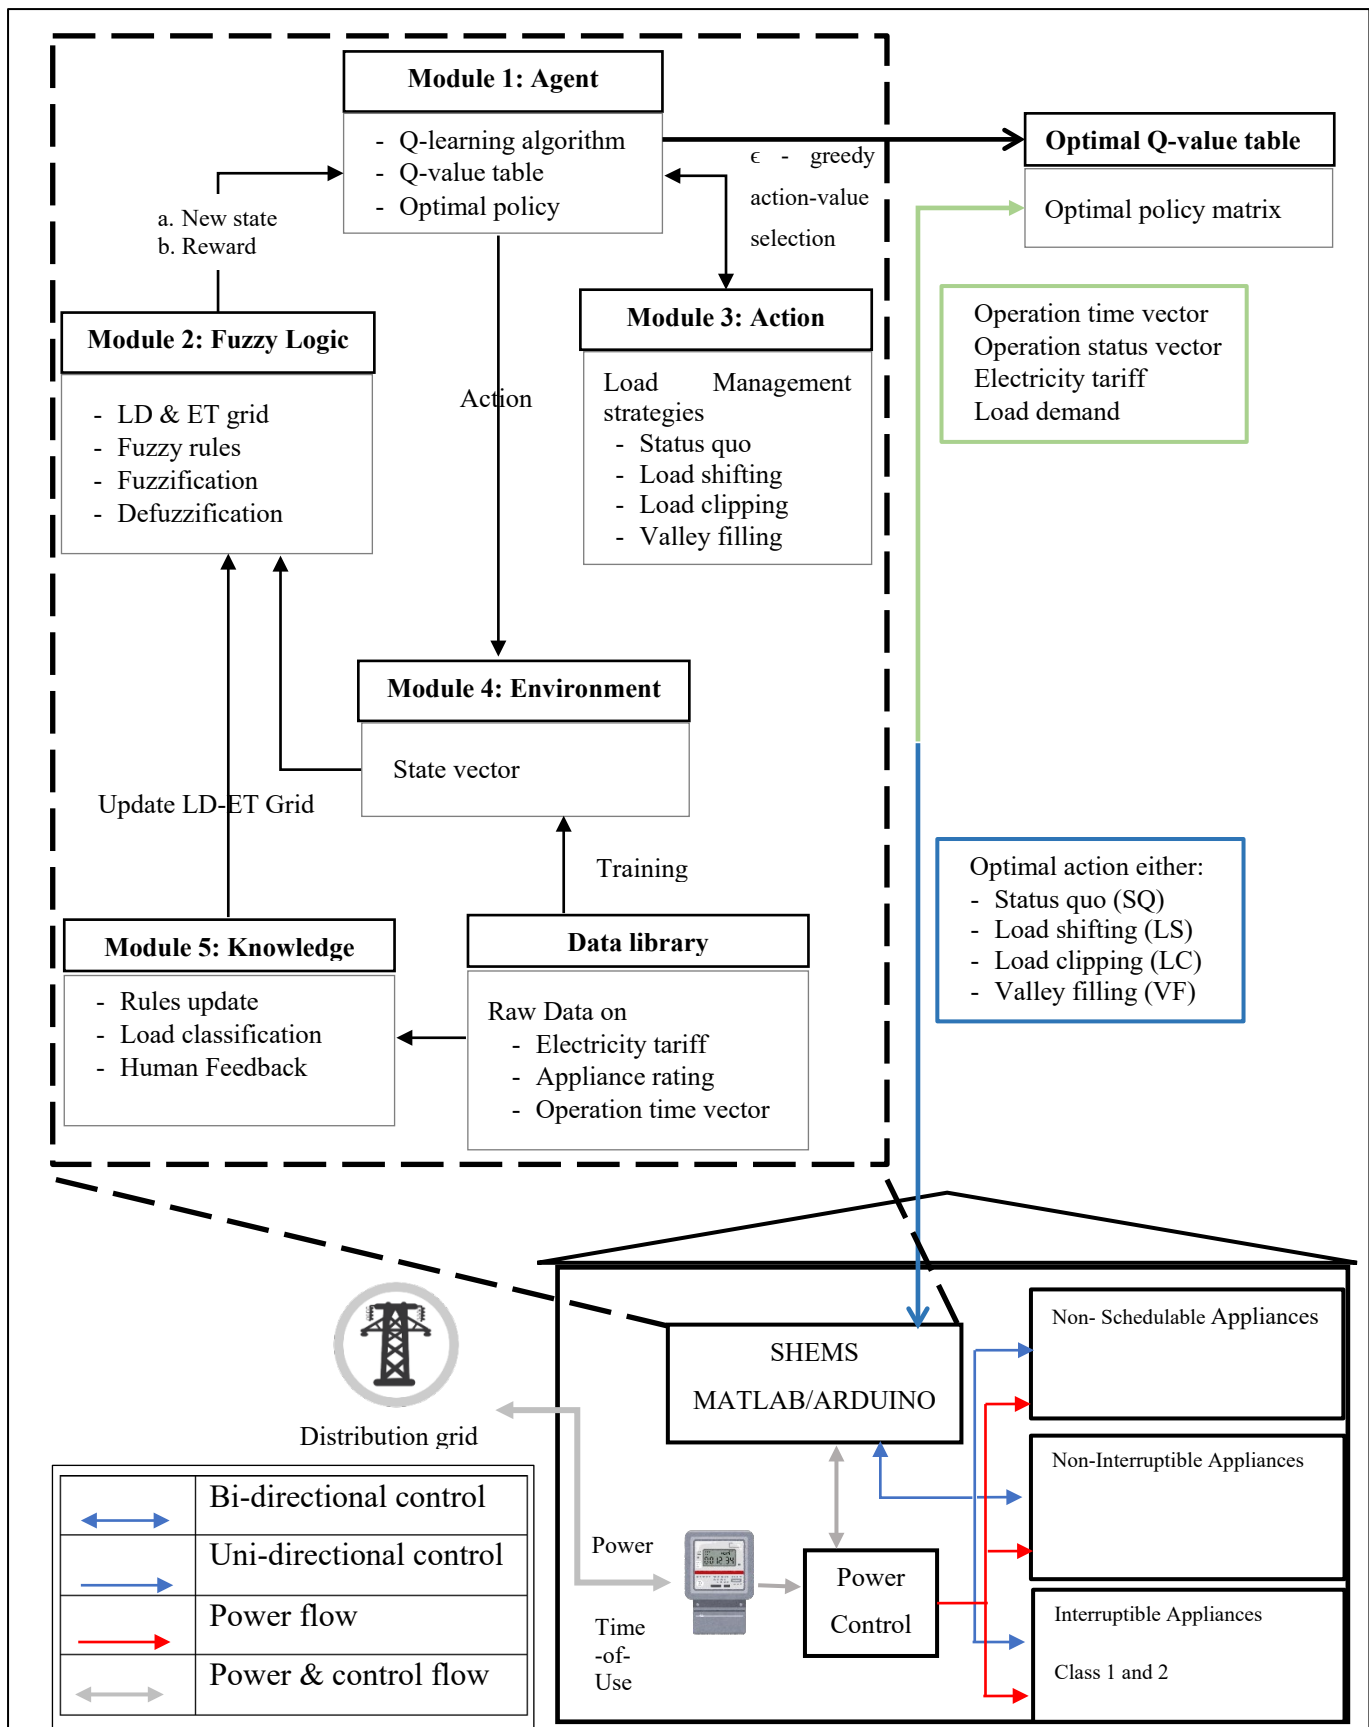 Module 1: Agent
- Q-learning algorithm
- Q-value table
- Optimal policy
ϵ - greedy
action-value
selection
Optimal Q-value table
Optimal policy matrix
a. New state
b. Reward
Module 2: Fuzzy Logic
- LD & ET grid
- Fuzzy rules
- Fuzzification
- Defuzzification
Action
Module 3: Action
Load Management
strategies
- Status quo
- Load shifting
- Load clipping
- Valley filling
Operation time vector
Operation status vector
Electricity tariff
Load demand
Module 4: Environment
State vector
Update LD-ET Grid
Training
Optimal action either:
- Status quo (SQ)
- Load shifting (LS)
- Load clipping (LC)
- Valley filling (VF)
Module 5: Knowledge
- Rules update
- Load classification
- Human Feedback
Data library
Raw Data on
- Electricity tariff
- Appliance rating
- Operation time vector
Distribution grid
SHEMS
MATLAB/ARDUINO
Non- Schedulable Appliances
Non-Interruptible Appliances
Interruptible Appliances
Class 1 and 2
Power
Time
-of-
Use
Power
Control
Bi-directional control
Uni-directional control
Power flow
Power & control flow